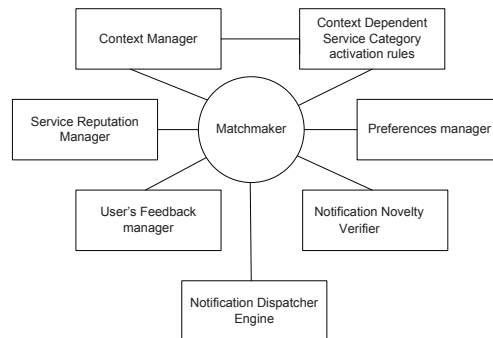 Context Manager
Context Dependent
Service Category
activation rules
Service Reputation
Manager
Matchmaker
Preferences manager
User's Feedback
manager
Notification Novelty
Verifier
Notification Dispatcher
Engine